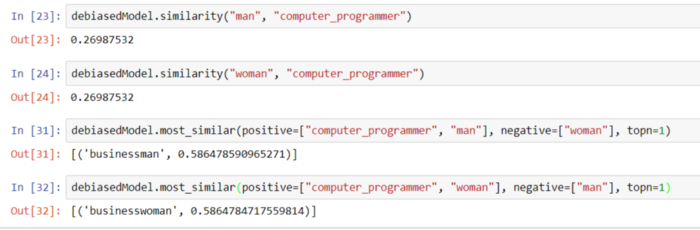 In [23]: debiasedModel.similarity("man", "computer_programmer")
Out[23]: 0.26987532
In [24]: debiasedModel.similarity("woman", "computer_programmer")
Out[24]: 0.26987532
In [31]: debiasedModel.most_similar(positive=["computer_programmer", "man"], negative=["woman"], topn=1)
Out[31]: [('businessman', 0.586478590965271)]
In [32]: debiasedModel.most_similar(positive=["computer_programmer", "woman"], negative=["man"], topn=1)
Out[32]: [('businesswoman', 0.5864784717559814)]